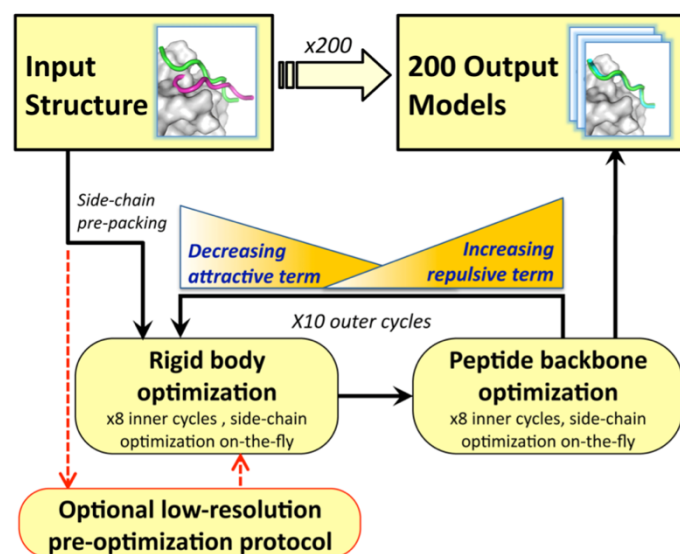 Input
Structure
x200
200 Output
Models
Side-chain
pre-packing
Decreasing
attractive term
Increasing
repulsive term
X10 outer cycles
Rigid body
optimization
x8 inner cycles , side-chain
optimization on-the-fly
Peptide backbone
optimization
x8 inner cycles, side-chain
optimization on-the-fly
Optional low-resolution
pre-optimization protocol